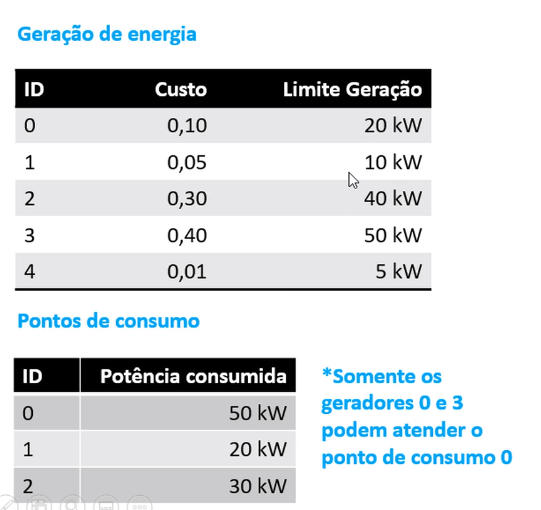 Geração de energia
ID Custo Limite Geração
0 0,10 20 kW
1 0,05 10 kW
2 0,30 40 kW
3 0,40 50 kW
4 0,01 5 kW
Pontos de consumo
ID Potência consumida
0 50 kW
1 20 kW
2 30 kW
*Somente os
geradores 0 e 3
podem atender o
ponto de consumo 0